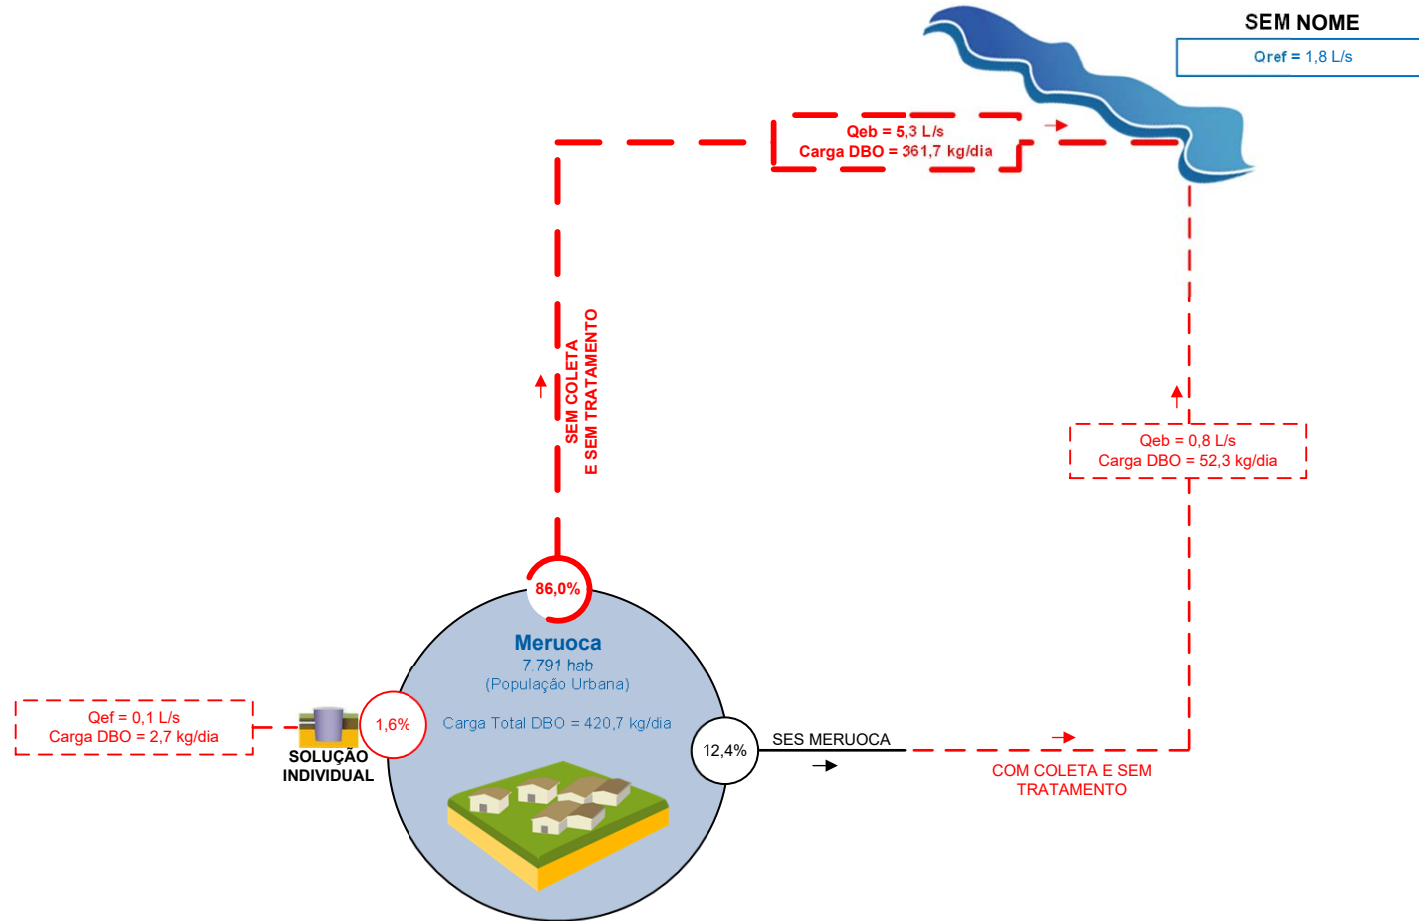 SEM NOME
Qref = 1,8 L/s
Qeb = 5,3 L/s
Carga DBO = 361,7 kg/dia
SEM COLETA
E SEM TRATAMENTO
Qeb = 0,8 L/s
Carga DBO = 52,3 kg/dia
86,0%
Meruoca
7.791 hab
(População Urbana)
Carga Total DBO = 420,7 kg/dia
Qef = 0,1 L/s
Carga DBO = 2,7 kg/dia
1,6%
SOLUÇÃO
INDIVIDUAL
12,4%
SES MERUOCA
COM COLETA E SEM
TRATAMENTO